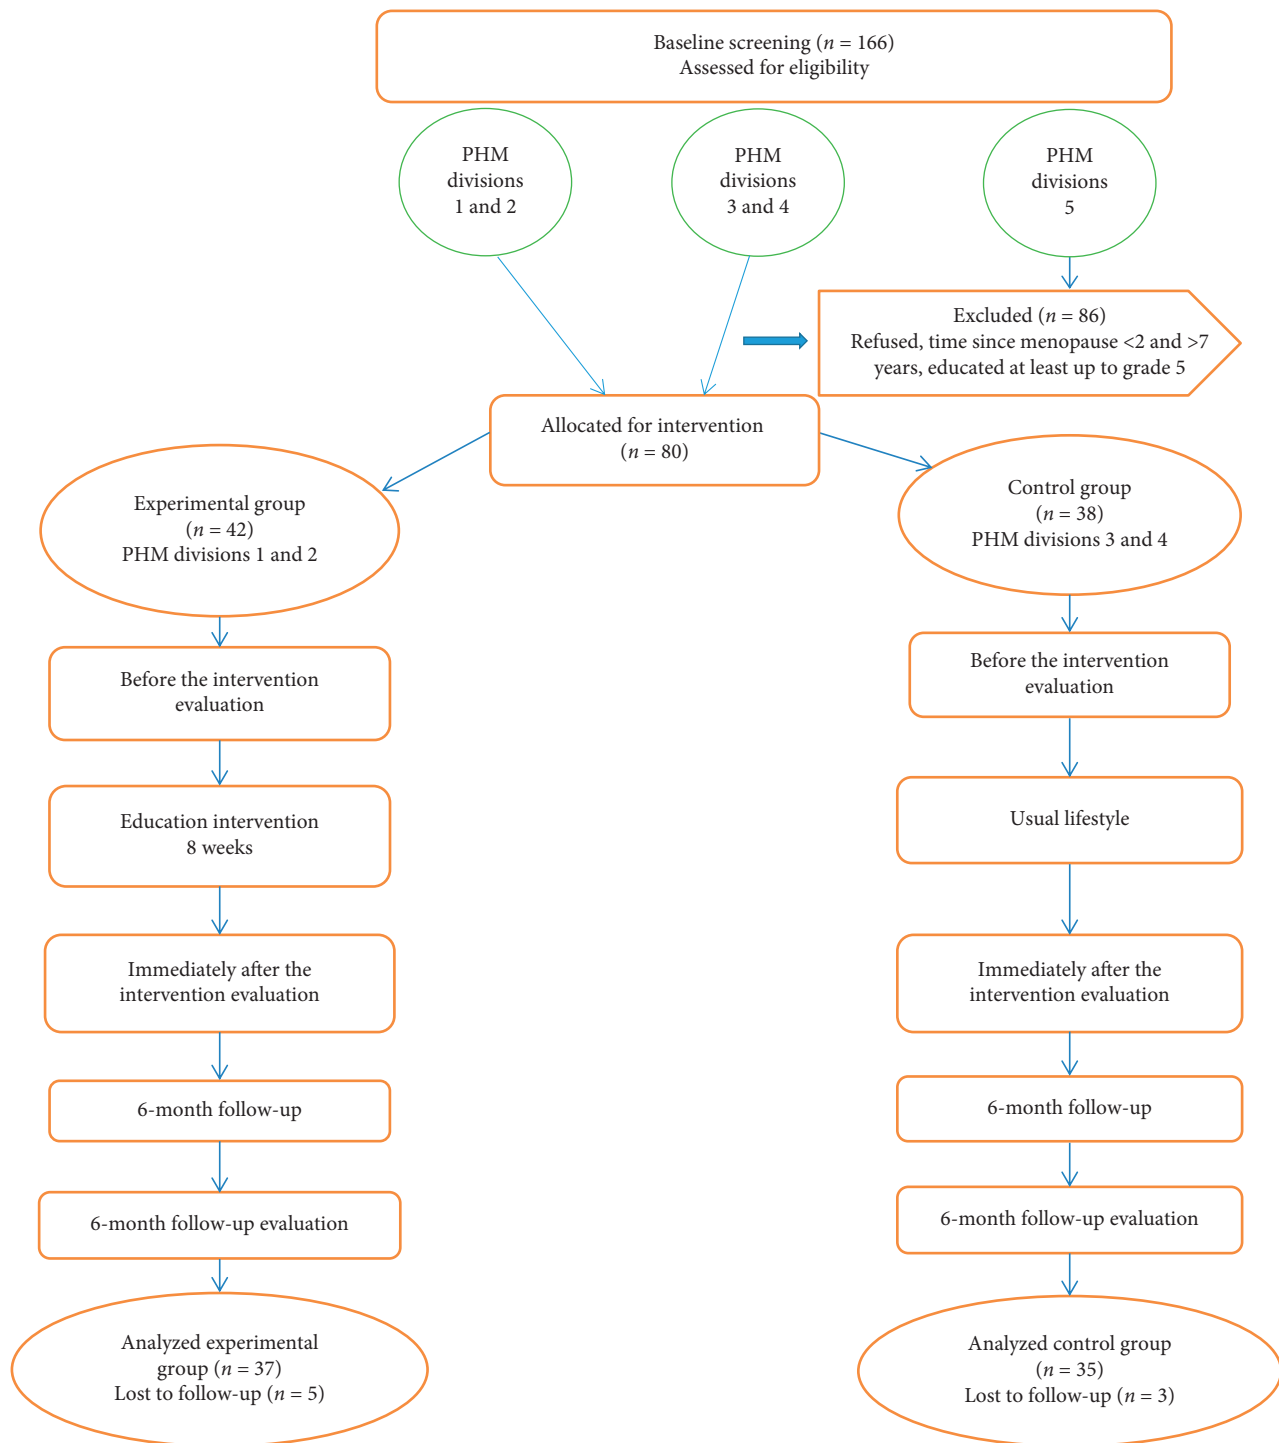 Baseline screening (n = 166)
Assessed for eligibility
PHM
divisions
1 and 2
PHM
divisions
3 and 4
PHM
divisions
5
Excluded (n = 86)
Refused, time since menopause <2 and >7
years, educated at least up to grade 5
Allocated for intervention
(n = 80)
Experimental group
(n = 42)
PHM divisions 1 and 2
Control group
(n = 38)
PHM divisions 3 and 4
Before the intervention
evaluation
Before the intervention
evaluation
Education intervention
8 weeks
Usual lifestyle
Immediately after the
intervention evaluation
Immediately after the
intervention evaluation
6-month follow-up
6-month follow-up
6-month follow-up evaluation
6-month follow-up evaluation
Analyzed experimental
group (n = 37)
Lost to follow-up (n = 5)
Analyzed control group
(n = 35)
Lost to follow-up (n = 3)